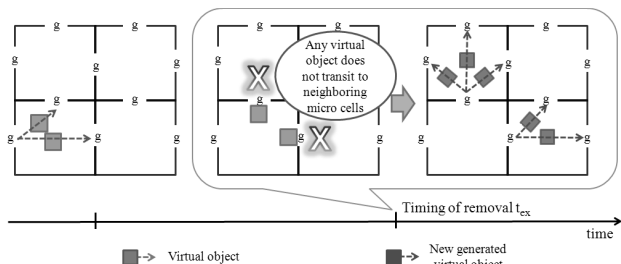 g g g g g g
Any virtual
object does
not transit to
neighboring
micro cells
g g g g g g g g
X
g g g g g g
g g g g g g g g g
X
Timing of removal tex
time
Virtual object
New generated
virtual object